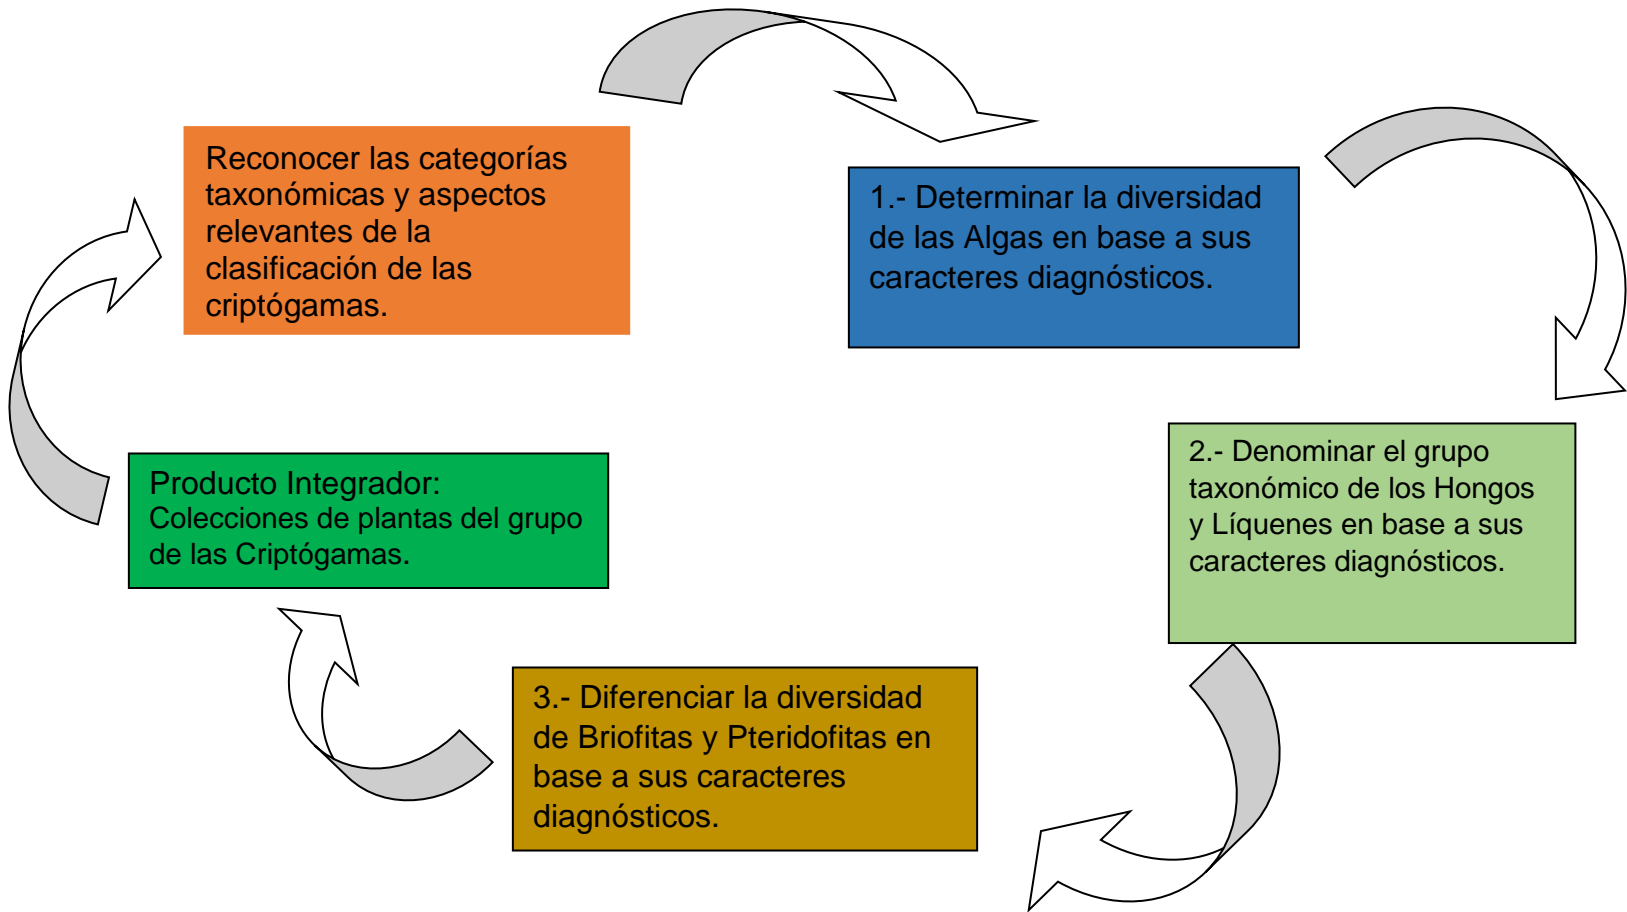 Reconocer las categorías
taxonómicas y aspectos
relevantes de la
clasificación de las
criptógamas.
1.- Determinar la diversidad
de las Algas en base a sus
caracteres diagnósticos.
2.- Denominar el grupo
taxonómico de los Hongos
y Líquenes en base a sus
caracteres diagnósticos.
3.- Diferenciar la diversidad
de Briofitas y Pteridofitas en
base a sus caracteres
diagnósticos.
Producto Integrador:
Colecciones de plantas del grupo
de las Criptógamas.